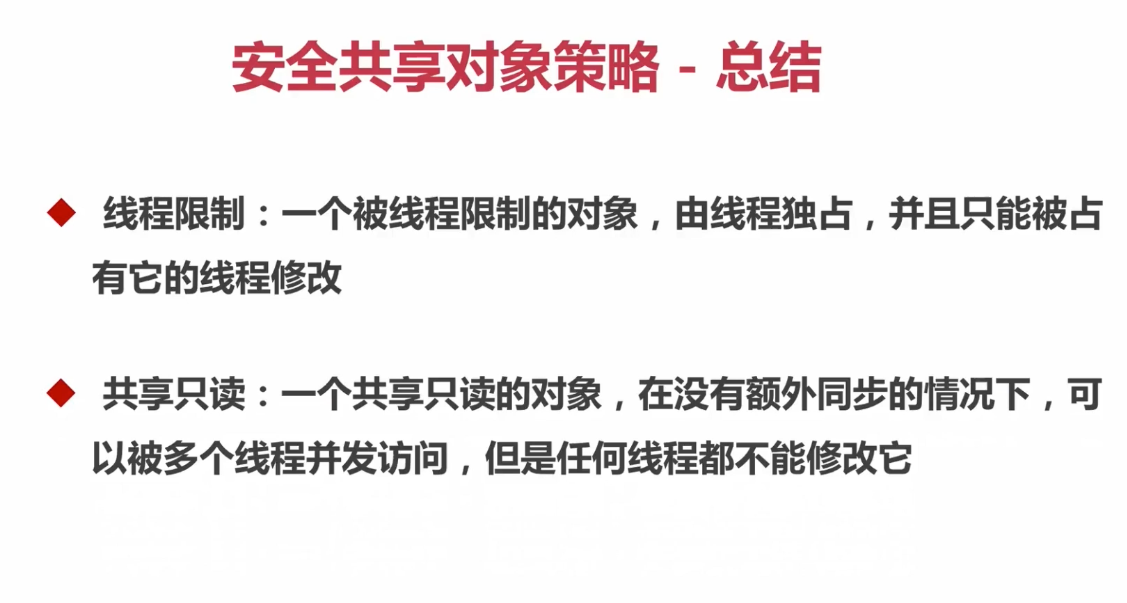 安全共享对象策略 - 总结
线程限制：一个被线程限制的对象，由线程独占，并且只能被占
有它的线程修改
共享只读：一个共享只读的对象，在没有额外同步的情况下，可
以被多个线程并发访问，但是任何线程都不能修改它